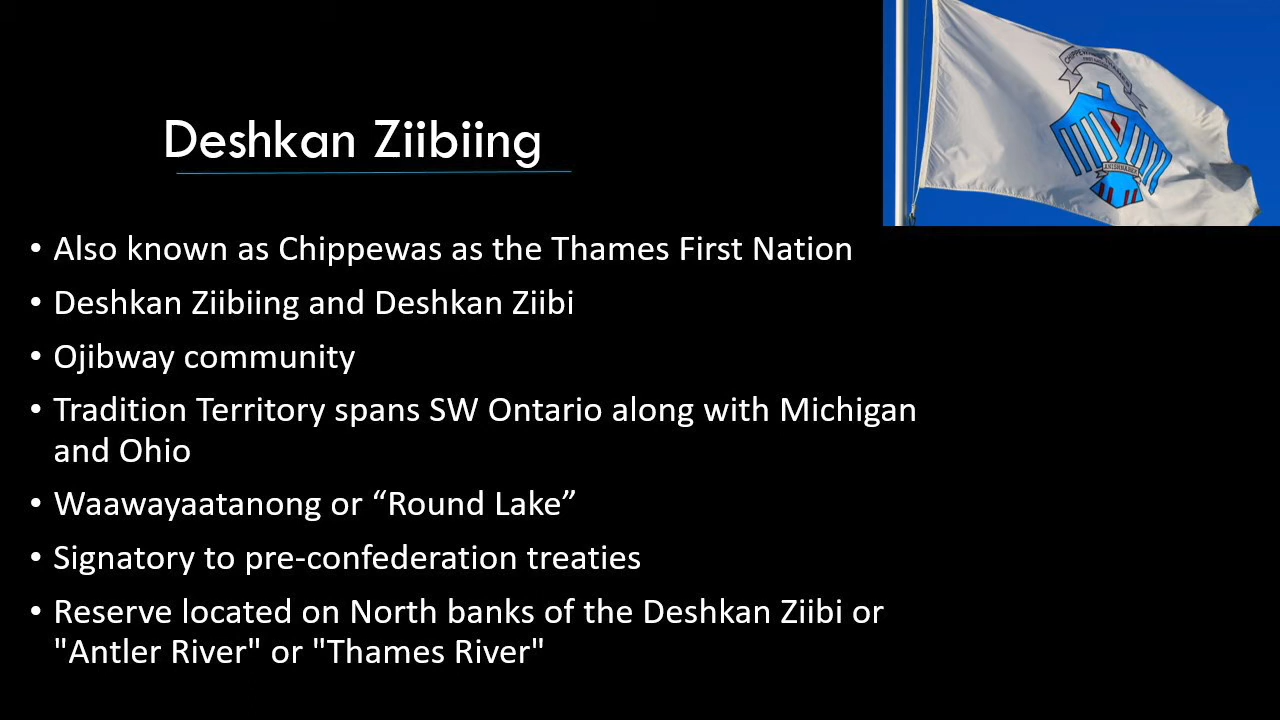 Deshkan Ziibiing
• Also known as Chippewas as the Thames First Nation
• Deshkan Ziibiing and Deshkan Ziibi
• Ojibway community
• Tradition Territory spans SW Ontario along with Michigan
and Ohio
• Waawayaatanong or “Round Lake”
• Signatory to pre-confederation treaties
• Reserve located on North banks of the Deshkan Ziibi or
"Antler River" or "Thames River"